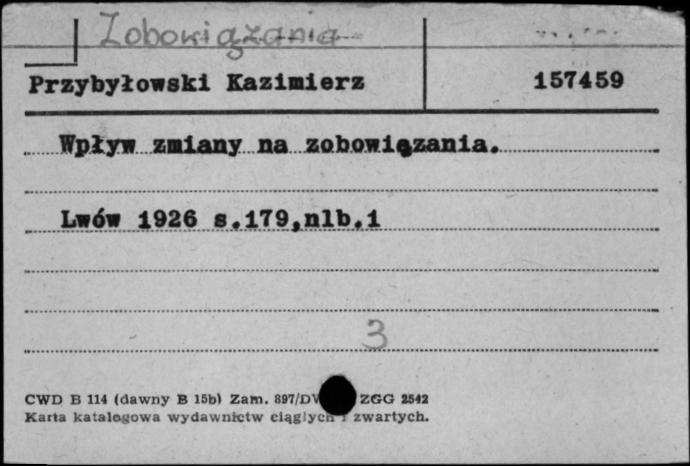 Zobowiązania
Przybyłowski Kazimierz 157459
Wpływ zmiany na zobowiązania.
Lwów 1926 s.179,nlb.1
3
CWD B 114 (dawny B 15b) Zam. 897/DW ZGG 2542
Karta katalogowa wydawnictw ciągłych i zwartych.